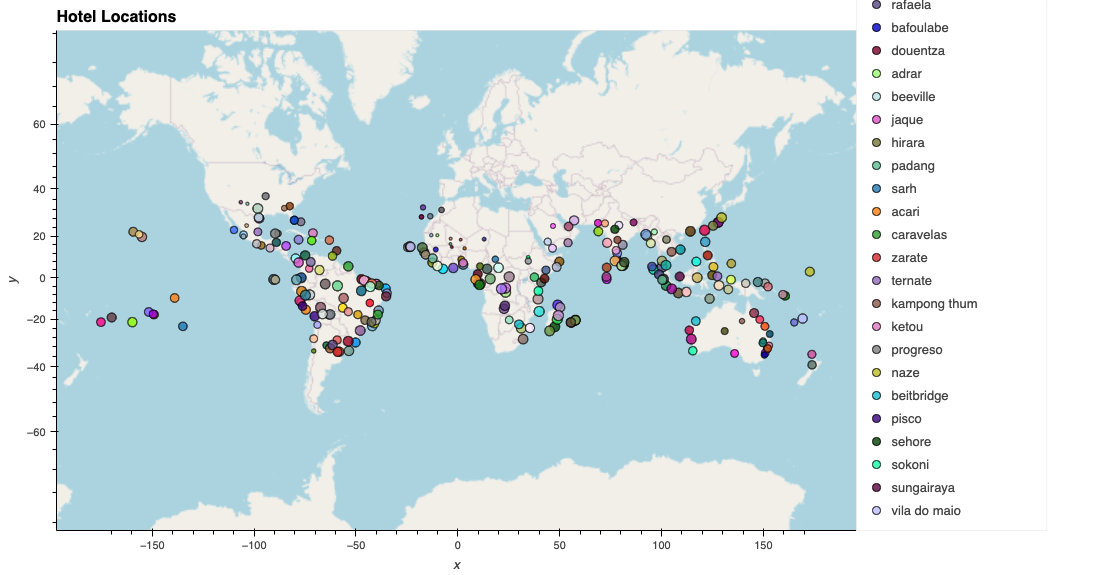 Hotel Locations
60
40
20
0
−20
−40
−60
y
−150
−100
−50
0
50
100
150
x
rafaela
bafoulabe
douentza
adrar
beeville
jaque
hirara
padang
sarh
acari
caravelas
zarate
ternate
kampong thum
ketou
progreso
naze
beitbridge
pisco
sehore
sokoni
sungairaya
vila do maio